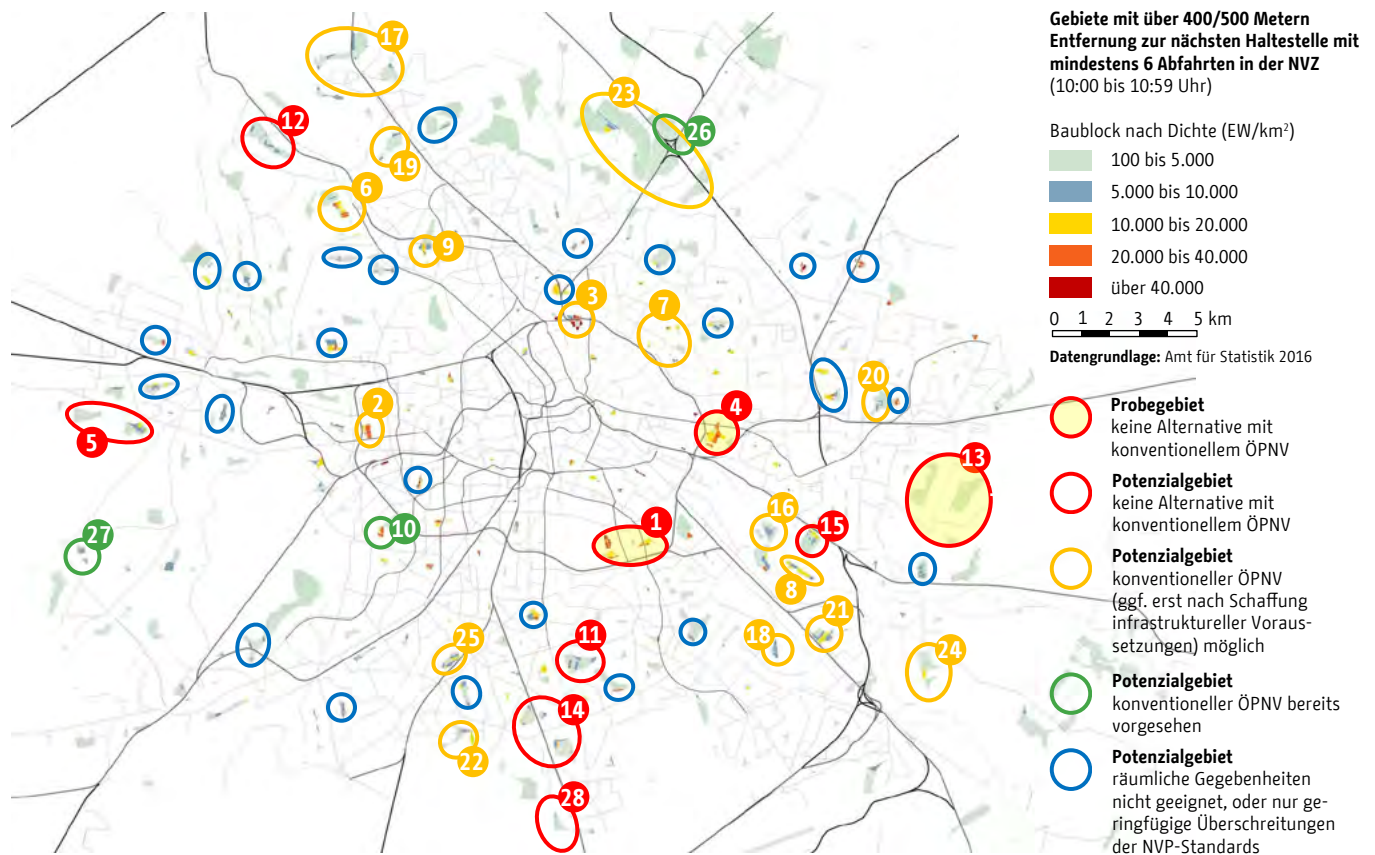 Gebiete mit über 400/500 Metern
Entfernung zur nächsten Haltestelle mit
mindestens 6 Abfahrten in der NVZ
(10:00 bis 10:59 Uhr)
Baublock nach Dichte (EW/km²)
100 bis 5.000
5.000 bis 10.000
10.000 bis 20.000
20.000 bis 40.000
über 40.000
0 1 2 3 4 5 km
Datengrundlage: Amt für Statistik 2016
Probegebiet
keine Alternative mit
konventionellem ÖPNV
Potenzialgebiet
keine Alternative mit
konventionellem ÖPNV
Potenzialgebiet
konventioneller ÖPNV
(ggf. erst nach Schaffung
infrastruktureller Voraus-
setzungen) möglich
Potenzialgebiet
konventioneller ÖPNV bereits
vorgesehen
Potenzialgebiet
räumliche Gegebenheiten
nicht geeignet, oder nur ge-
ringfügige Überschreitungen
der NVP-Standards
17
23
12
26
19
6
9
3
7
20
2
4
5
13
16
15
10
1
27
8
21
25
11
18
24
14
22
28